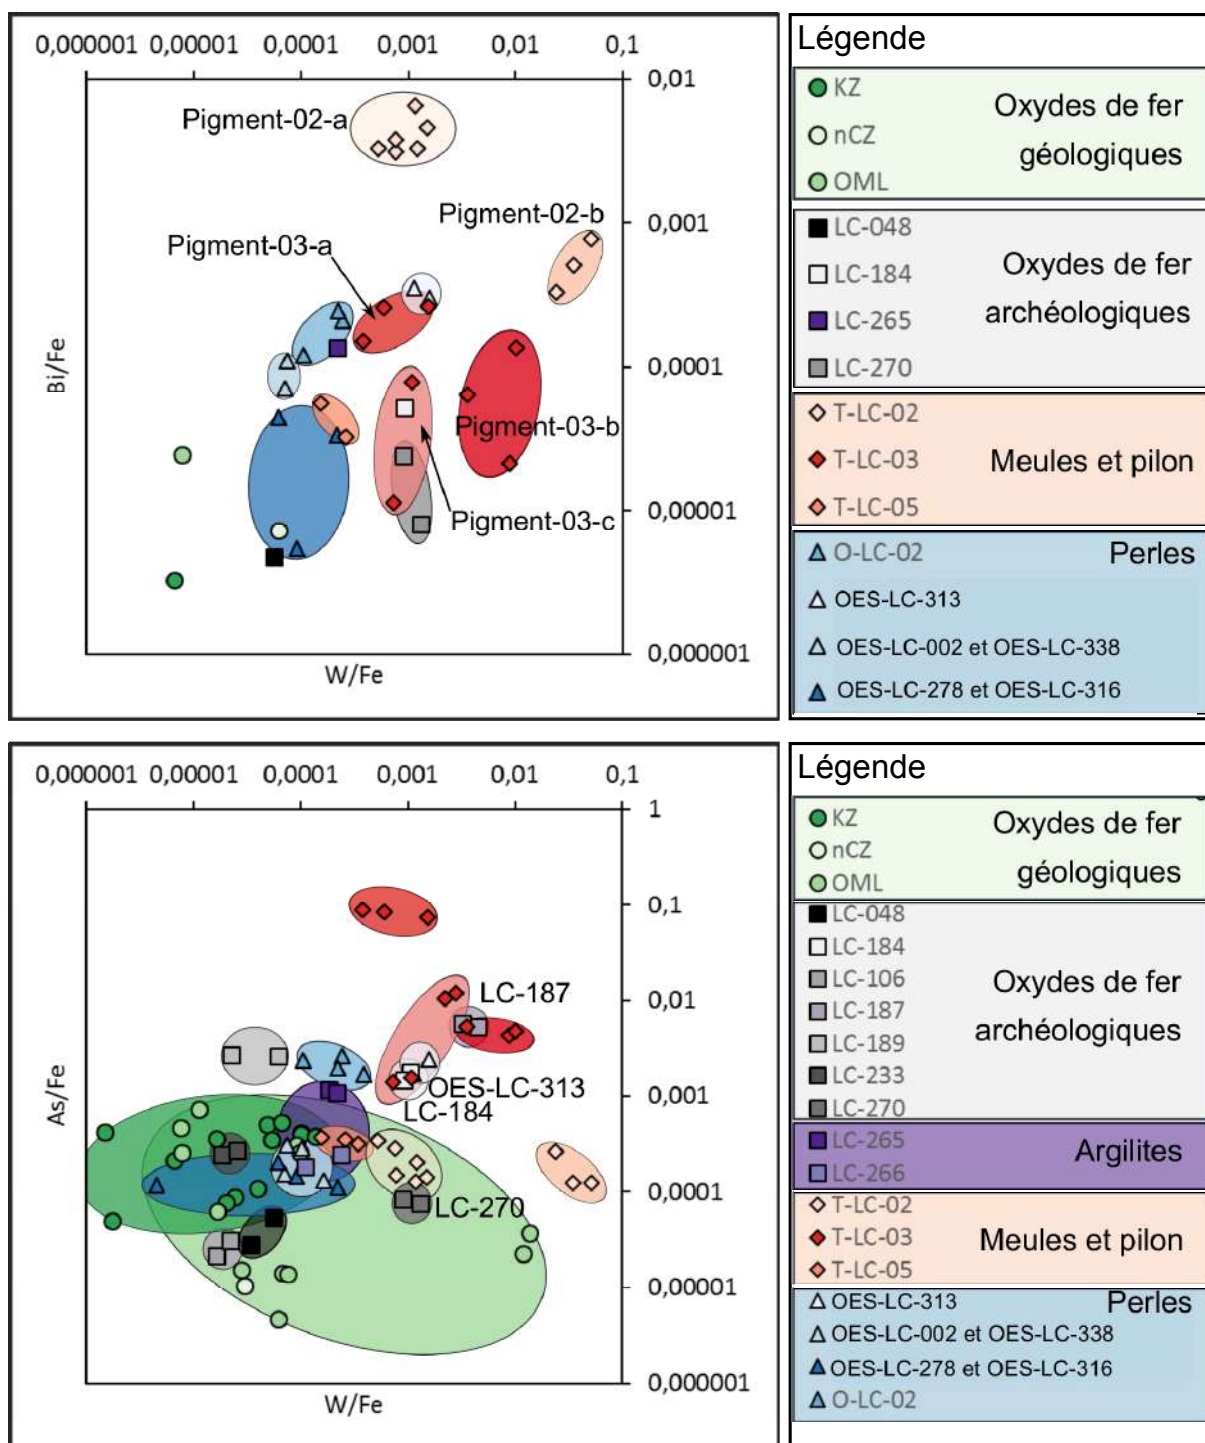 0,000001 0,00001 0,0001 0,001 0,01 0,1
0,01
Pigment-02-a
0,001
Pigment-02-b
Pigment-03-a
Bi/Fe
0,0001
Pigment-03-b
0,00001
Pigment-03-c
0,000001
W/Fe
Légende
KZ
nCZ
OML
Oxydes de fer
géologiques
LC-048
LC-184
LC-265
LC-270
Oxydes de fer
archéologiques
T-LC-02
T-LC-03
T-LC-05
Meules et pilon
O-LC-02
Perles
OES-LC-313
OES-LC-002 et OES-LC-338
OES-LC-278 et OES-LC-316
0,000001 0,00001 0,0001 0,001 0,01 0,1
1
0,1
0,01
LC-187
As/Fe
0,001
OES-LC-313
LC-184
0,0001
LC-270
0,00001
0,000001
W/Fe
Légende
KZ
nCZ
OML
Oxydes de fer
géologiques
LC-048
LC-184
LC-106
LC-187
LC-189
LC-233
LC-270
Oxydes de fer
archéologiques
LC-265
LC-266
Argilites
T-LC-02
T-LC-03
T-LC-05
Meules et pilon
OES-LC-313
Perles
OES-LC-002 et OES-LC-338
OES-LC-278 et OES-LC-316
O-LC-02